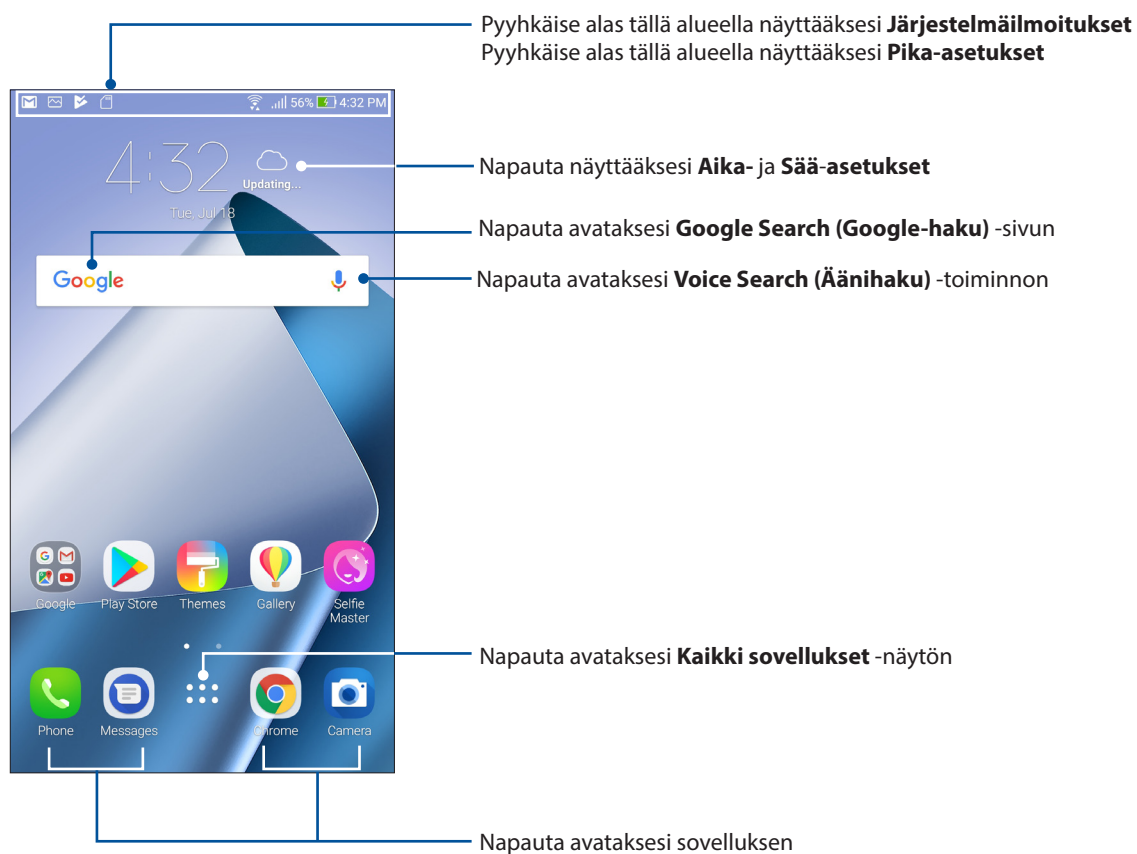 Pyyhkäise alas tällä alueella näyttääksesi Järjestelmäilmoitukset
Pyyhkäise alas tällä alueella näyttääksesi Pika-asetukset
56% 4:32 PM
4:32
Updating...
Tue, Jul 18
Napauta näyttääksesi Aika- ja Sää-asetukset
Napauta avataksesi Google Search (Google-haku) -sivun
Google
Napauta avataksesi Voice Search (Äänihaku) -toiminnon
Google Play Store Themes Gallery Selfie
Master
Napauta avataksesi Kaikki sovellukset -näytön
Phone Messages Chrome Camera
Napauta avataksesi sovelluksen